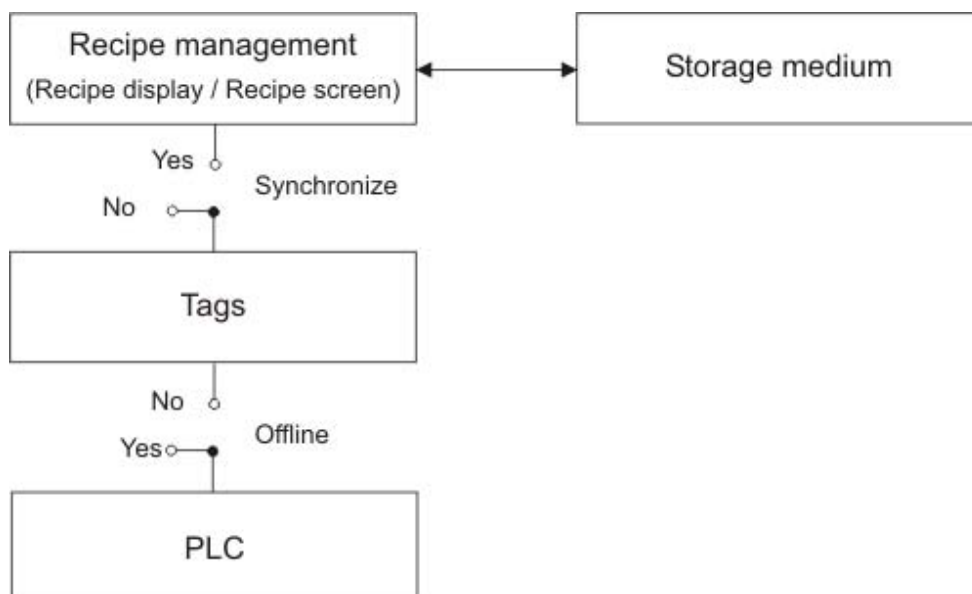 Recipe management
(Recipe display / Recipe screen)
Storage medium
Yes
Synchronize
No
Tags
No
Offline
Yes
PLC